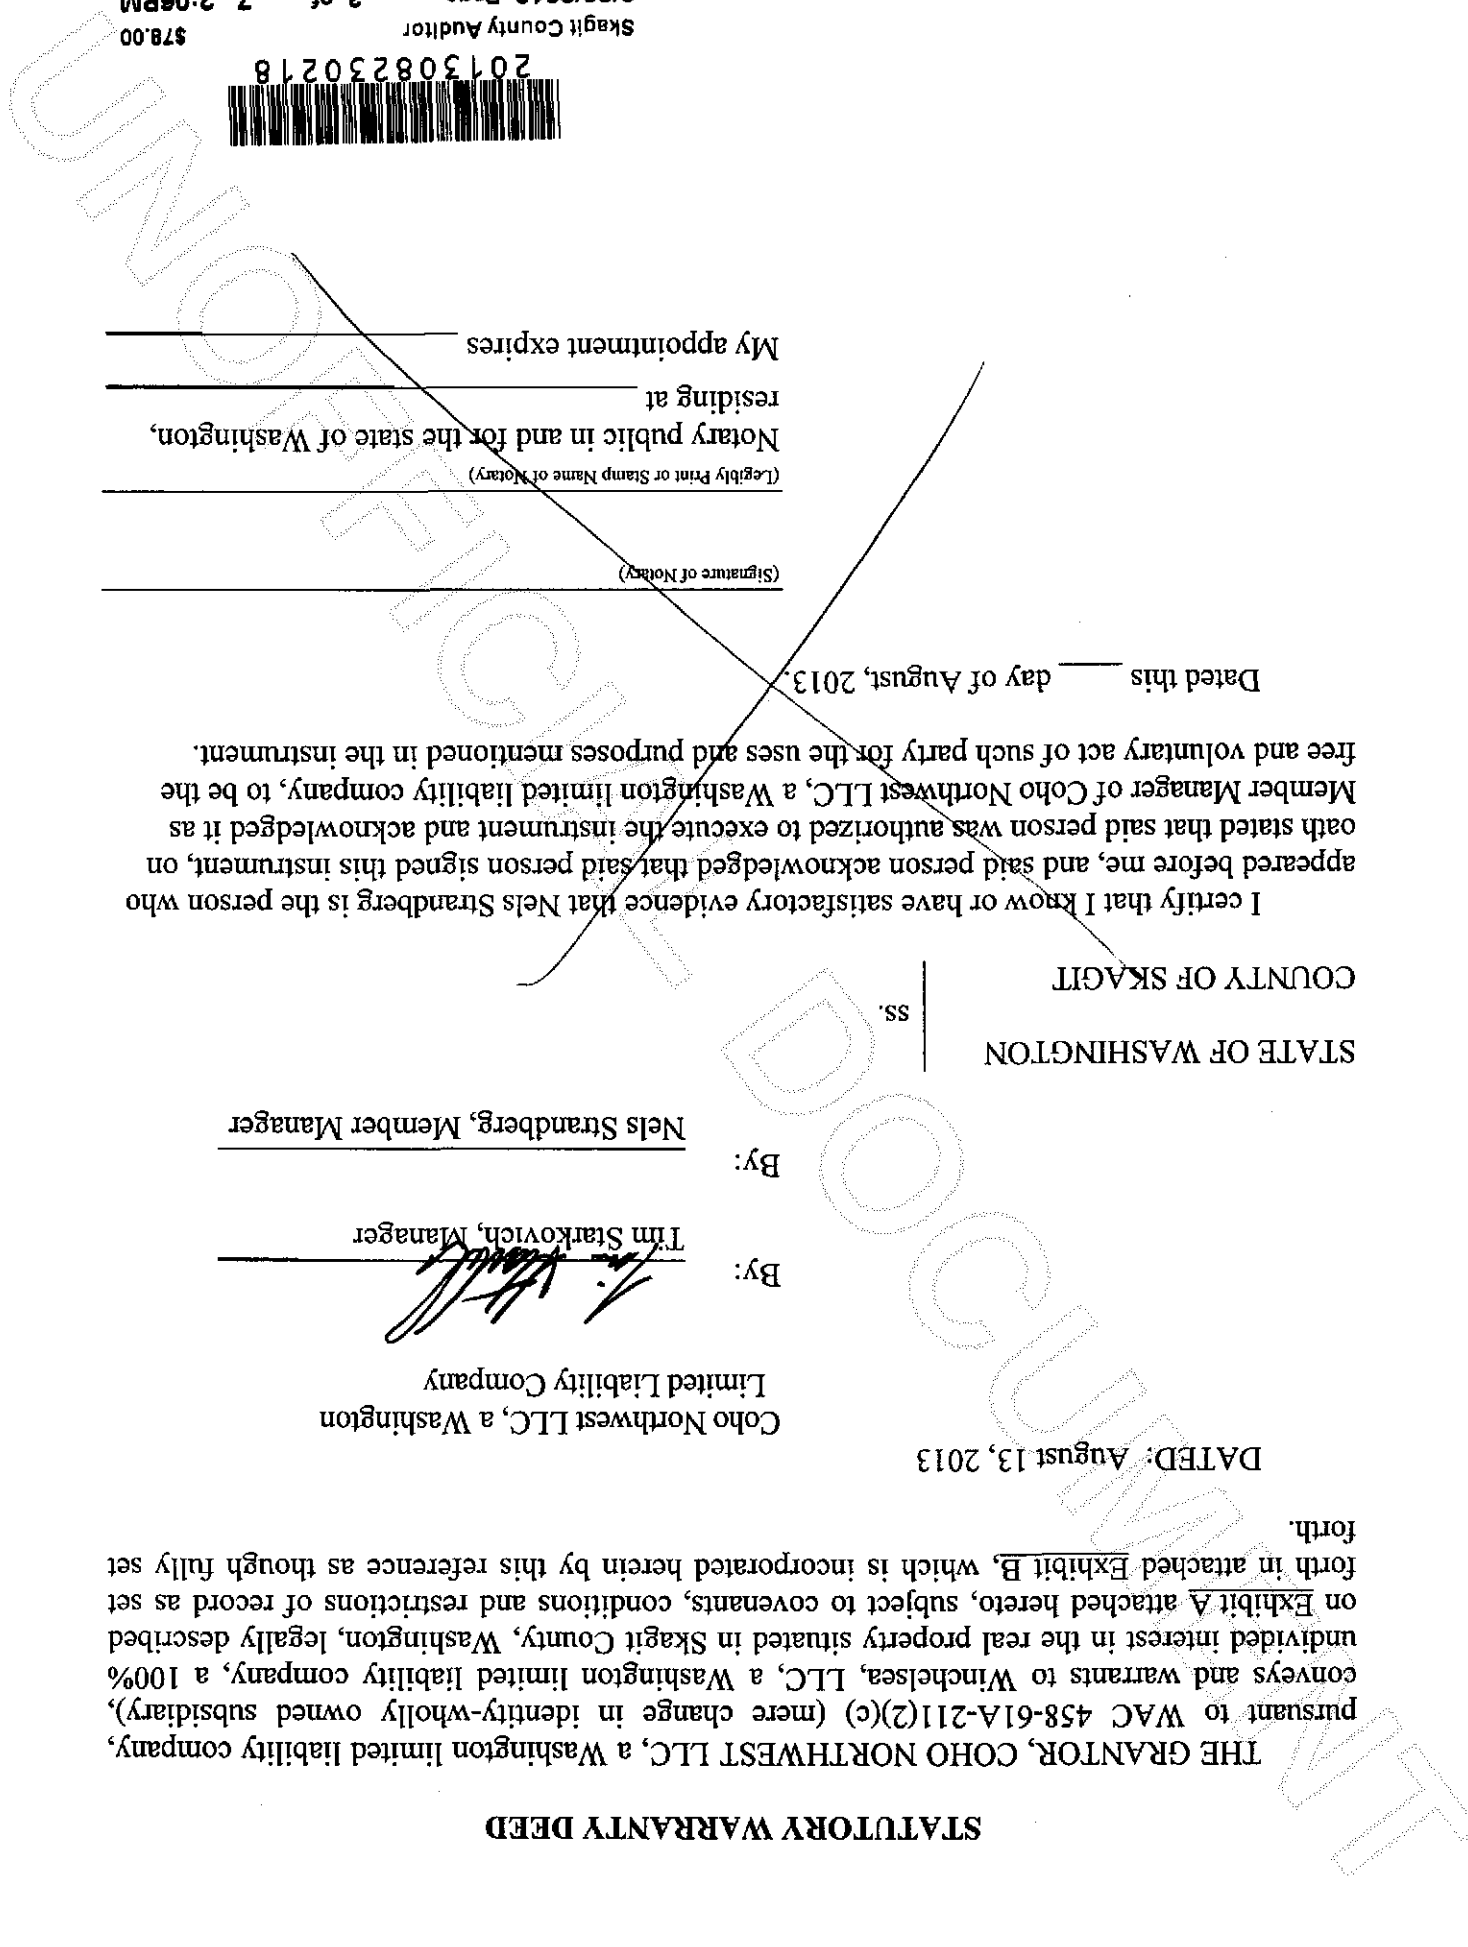 STATUTORY WARRANTY DEED
THE GRANTOR, COHO NORTHWEST LLC, a Washington limited liability company,
pursuant to WAC 458-61A-211(2)(c) (mere change in identity-wholly owned subsidiary),
conveys and warrants to Winchelsea, LLC, a Washington limited liability company, a 100%
undivided interest in the real property situated in Skagit County, Washington, legally described
on Exhibit A attached hereto, subject to covenants, conditions and restrictions of record as set
forth in attached Exhibit B, which is incorporated herein by this reference as though fully set
forth.
DATED: August 13, 2013
Coho Northwest LLC, a Washington
Limited Liability Company
By:
Tim Starkovich, Manager
By:
Nels Strandberg, Member Manager
STATE OF WASHINGTON
ss.
COUNTY OF SKAGIT
I certify that I know or have satisfactory evidence that Nels Strandberg is the person who
appeared before me, and said person acknowledged that said person signed this instrument, on
oath stated that said person was authorized to execute the instrument and acknowledged it as
Member Manager of Coho Northwest LLC, a Washington limited liability company, to be the
free and voluntary act of such party for the uses and purposes mentioned in the instrument.
Dated this ____ day of August, 2013.
(Signature of Notary)
(Legibly Print or Stamp Name of Notary)
Notary public in and for the state of Washington,
residing at
My appointment expires
201308230218
Skagit County Auditor $78.00
of 7 2:06PM
UNOFFICIAL DOCUMENT